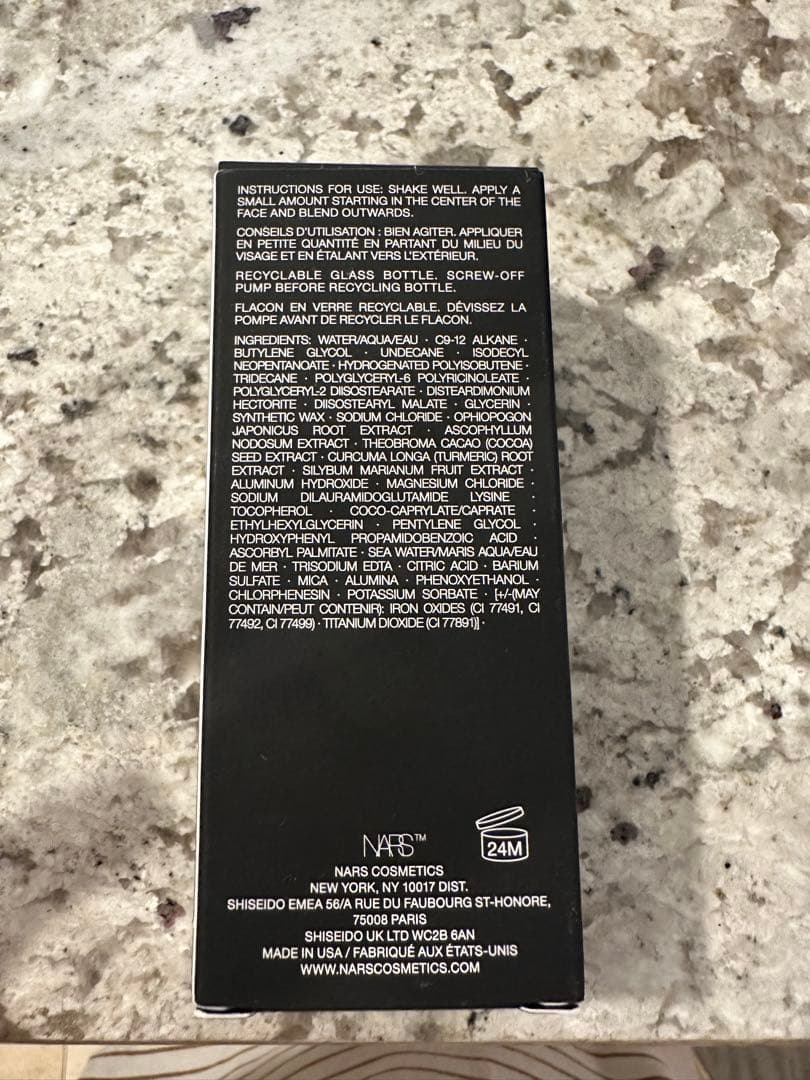 INSTRUCTIONS FOR USE: SHAKE WELL. APPLY A
SMALL AMOUNT STARTING IN THE CENTER OF THE
FACE AND BLEND OUTWARDS.
CONSEILS D'UTILISATION : BIEN AGITER. APPLIQUER
EN PETITE QUANTITÉ EN PARTANT DU MILIEU DU
VISAGE ET EN ÉTALANT VERS L'EXTÉRIEUR.
RECYCLABLE GLASS BOTTLE. SCREW-OFF
PUMP BEFORE RECYCLING BOTTLE.
FLACON EN VERRE RECYCLABLE. DÉVISSEZ LA
POMPE AVANT DE RECYCLER LE FLACON.
INGREDIENTS: WATER/AQUA/EAU · C9-12 ALKANE ·
BUTYLENE GLYCOL · UNDECANE · ISODECYL
NEOPENTANOATE · HYDROGENATED POLYISOBUTENE ·
TRIDECANE · POLYGLYCERYL-6 POLYRICINOLEATE ·
POLYGLYCERYL-2 DIISOSTEARATE · DISTEARDIMONIUM
HECTORITE · DIISOSTEARYL MALATE · GLYCERIN ·
SYNTHETIC WAX · SODIUM CHLORIDE · OPHIOPOGON
JAPONICUS ROOT EXTRACT · ASCOPHYLLUM
NODOSUM EXTRACT · THEOBROMA CACAO (COCOA)
SEED EXTRACT · CURCUMA LONGA (TURMERIC) ROOT
EXTRACT · SILYBUM MARIANUM FRUIT EXTRACT ·
ALUMINUM HYDROXIDE · MAGNESIUM CHLORIDE ·
SODIUM DILAURAMIDOGLUTAMIDE LYSINE ·
TOCOPHEROL · COCO-CAPRYLATE/CAPRATE ·
ETHYLHEXYLGLYCERIN · PENTYLENE GLYCOL ·
HYDROXYPHENYL PROPAMIDOBENZOIC ACID ·
ASCORBYL PALMITATE · SEA WATER/MARIS AQUA/EAU
DE MER · TRISODIUM EDTA · CITRIC ACID · BARIUM
SULFATE · MICA · ALUMINA · PHENOXYETHANOL ·
CHLORPHENESIN · POTASSIUM SORBATE · [+/-(MAY
CONTAIN/PEUT CONTENIR): IRON OXIDES (CI 77491, CI
77492, CI 77499) · TITANIUM DIOXIDE (CI 77891)] ·
NARS™
24M
NARS COSMETICS
NEW YORK, NY 10017 DIST.
SHISEIDO EMEA 56/A RUE DU FAUBOURG ST-HONORE,
75008 PARIS
SHISEIDO UK LTD WC2B 6AN
MADE IN USA / FABRIQUÉ AUX ÉTATS-UNIS
WWW.NARSCOSMETICS.COM